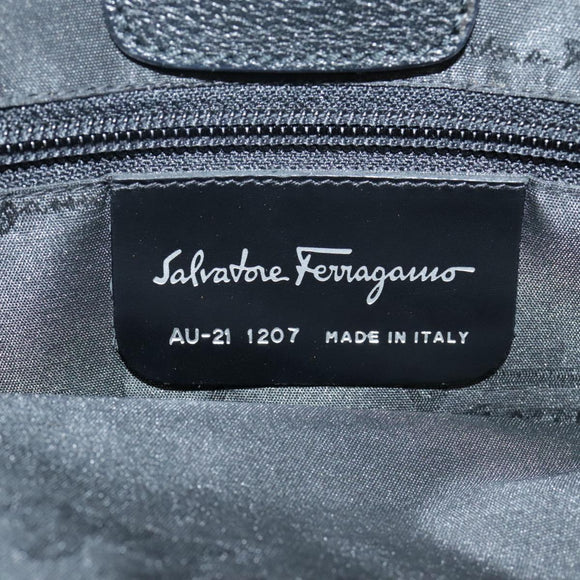 Salvatore Ferragamo
AU-21 1207 MADE IN ITALY